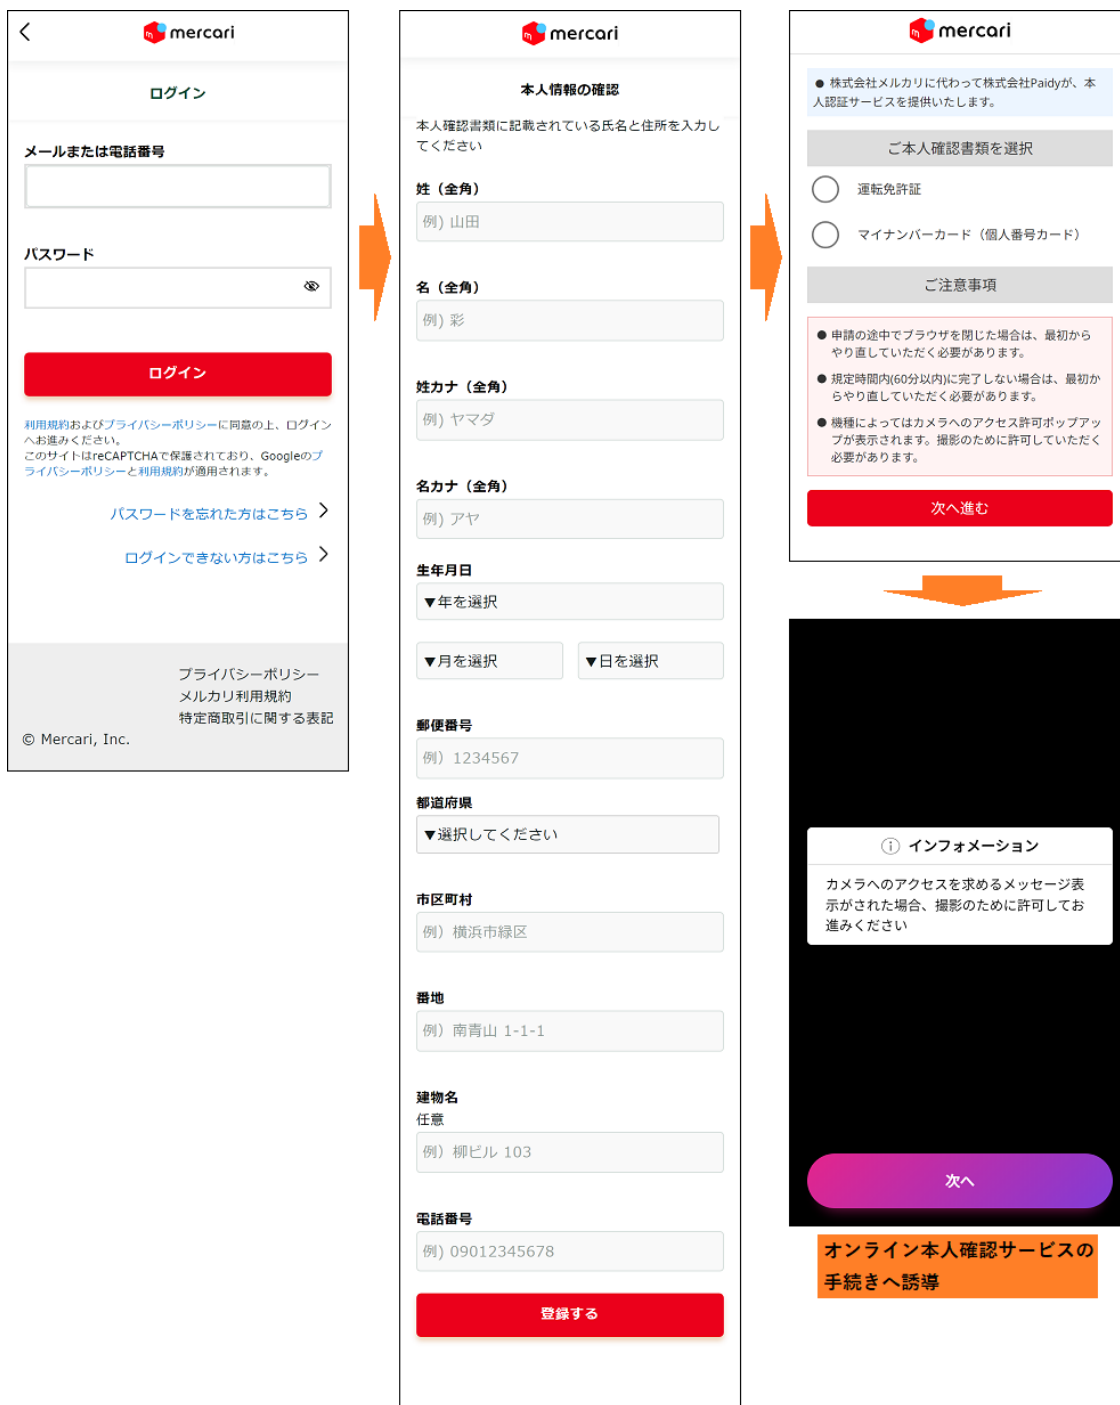 mercari
ログイン
メールまたは電話番号
パスワード
ログイン
利用規約およびプライバシーポリシーに同意の上、ログイン
へお進みください。
このサイトはreCAPTCHAで保護されており、Googleのプ
ライバシーポリシーと利用規約が適用されます。
パスワードを忘れた方はこちら
ログインできない方はこちら
プライバシーポリシー
メルカリ利用規約
特定商取引に関する表記
© Mercari, Inc.
mercari
本人情報の確認
本人確認書類に記載されている氏名と住所を入力し
てください
姓（全角）
例) 山田
名（全角）
例) 彩
姓カナ（全角）
例) ヤマダ
名カナ（全角）
例) アヤ
生年月日
▼年を選択
▼月を選択 ▼日を選択
郵便番号
例）1234567
都道府県
▼選択してください
市区町村
例）横浜市緑区
番地
例）南青山 1-1-1
建物名
任意
例）柳ビル 103
電話番号
例) 09012345678
登録する
mercari
● 株式会社メルカリに代わって株式会社Paidyが、本
人認証サービスを提供いたします。
ご本人確認書類を選択
運転免許証
マイナンバーカード（個人番号カード）
ご注意事項
● 申請の途中でブラウザを閉じた場合は、最初から
やり直していただく必要があります。
● 規定時間内(60分以内)に完了しない場合は、最初か
らやり直していただく必要があります。
● 機種によってはカメラへのアクセス許可ポップアッ
プが表示されます。撮影のために許可していただく
必要があります。
次へ進む
インフォメーション
カメラへのアクセスを求めるメッセージ表
示がされた場合、撮影のために許可してお
進みください
次へ
オンライン本人確認サービスの
手続きへ誘導